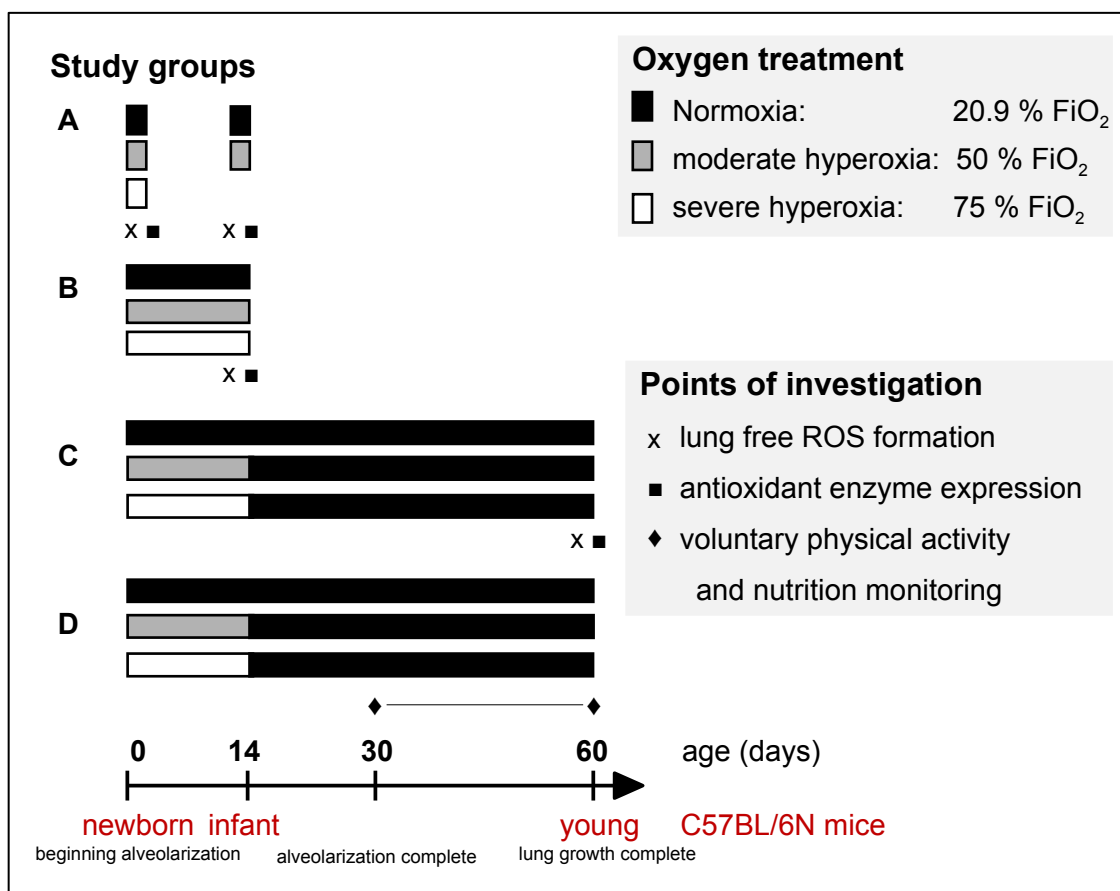 Study groups
A
x ■ x ■
B
x ■
C
x ■
D
Oxygen treatment
Normoxia: 20.9 % FiO₂
moderate hyperoxia: 50 % FiO₂
severe hyperoxia: 75 % FiO₂
Points of investigation
x lung free ROS formation
■ antioxidant enzyme expression
♦ voluntary physical activity
and nutrition monitoring
0 14 30 60 age (days)
newborn infant young C57BL/6N mice
beginning alveolarization alveolarization complete lung growth complete